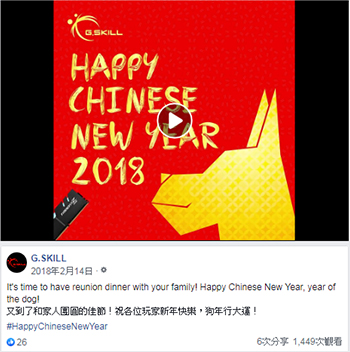 G.SKILL
HAPPY
CHINESE
NEW YEAR
2018
G.SKILL
2018年2月14日 ·
It's time to have reunion dinner with your family! Happy Chinese New Year, year of
the dog!
又到了和家人團圓的佳節！祝各位玩家新年快樂，狗年行大運！
#HappyChineseNewYear
26
6次分享 1,449次觀看